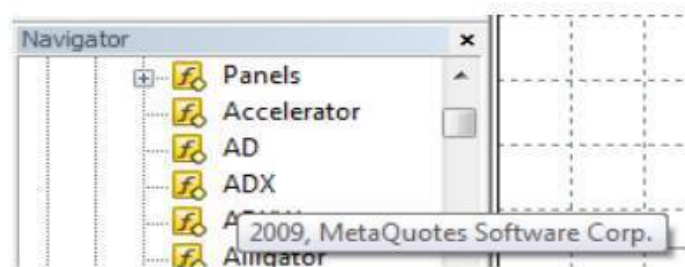 Navigator
Panels
Accelerator
AD
ADX
2009, MetaQuotes Software Corp.
Alligator